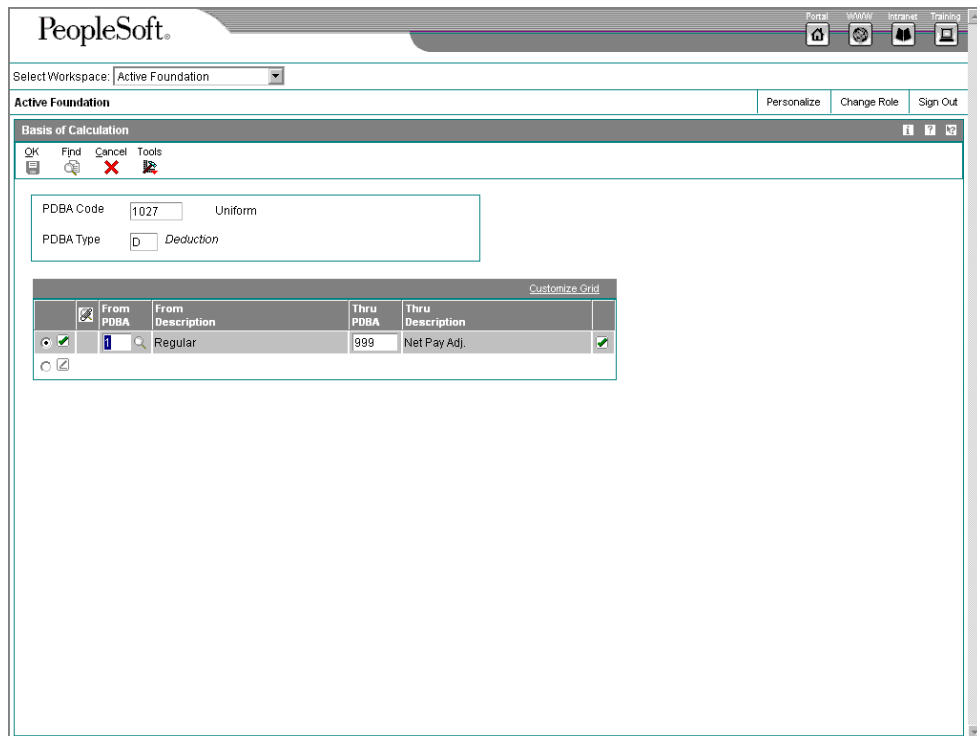 Portal WWW Intranet Training
PeopleSoft®
Select Workspace: Active Foundation
Active Foundation Personalize Change Role Sign Out
Basis of Calculation
OK Find Cancel Tools
PDBA Code 1027 Uniform
PDBA Type D Deduction
Customize Grid
From PDBA From Description Thru PDBA Thru Description
1 Regular 999 Net Pay Adj.